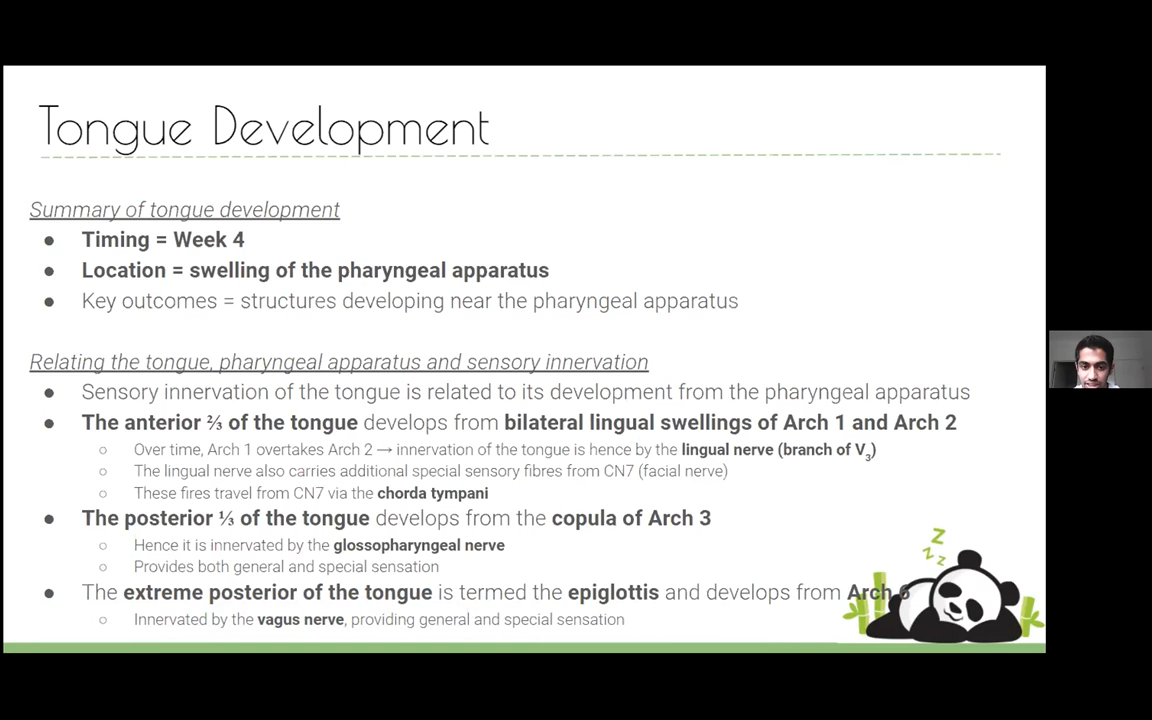 Tongue Development
Summary of tongue development
● Timing = Week 4
● Location = swelling of the pharyngeal apparatus
● Key outcomes = structures developing near the pharyngeal apparatus
Relating the tongue, pharyngeal apparatus and sensory innervation
● Sensory innervation of the tongue is related to its development from the pharyngeal apparatus
● The anterior ⅔ of the tongue develops from bilateral lingual swellings of Arch 1 and Arch 2
○ Over time, Arch 1 overtakes Arch 2 → innervation of the tongue is hence by the lingual nerve (branch of V3)
○ The lingual nerve also carries additional special sensory fibres from CN7 (facial nerve)
○ These fires travel from CN7 via the chorda tympani
● The posterior ⅓ of the tongue develops from the copula of Arch 3
○ Hence it is innervated by the glossopharyngeal nerve
○ Provides both general and special sensation
● The extreme posterior of the tongue is termed the epiglottis and develops from Arch 6
○ Innervated by the vagus nerve, providing general and special sensation
Z
Z
Z